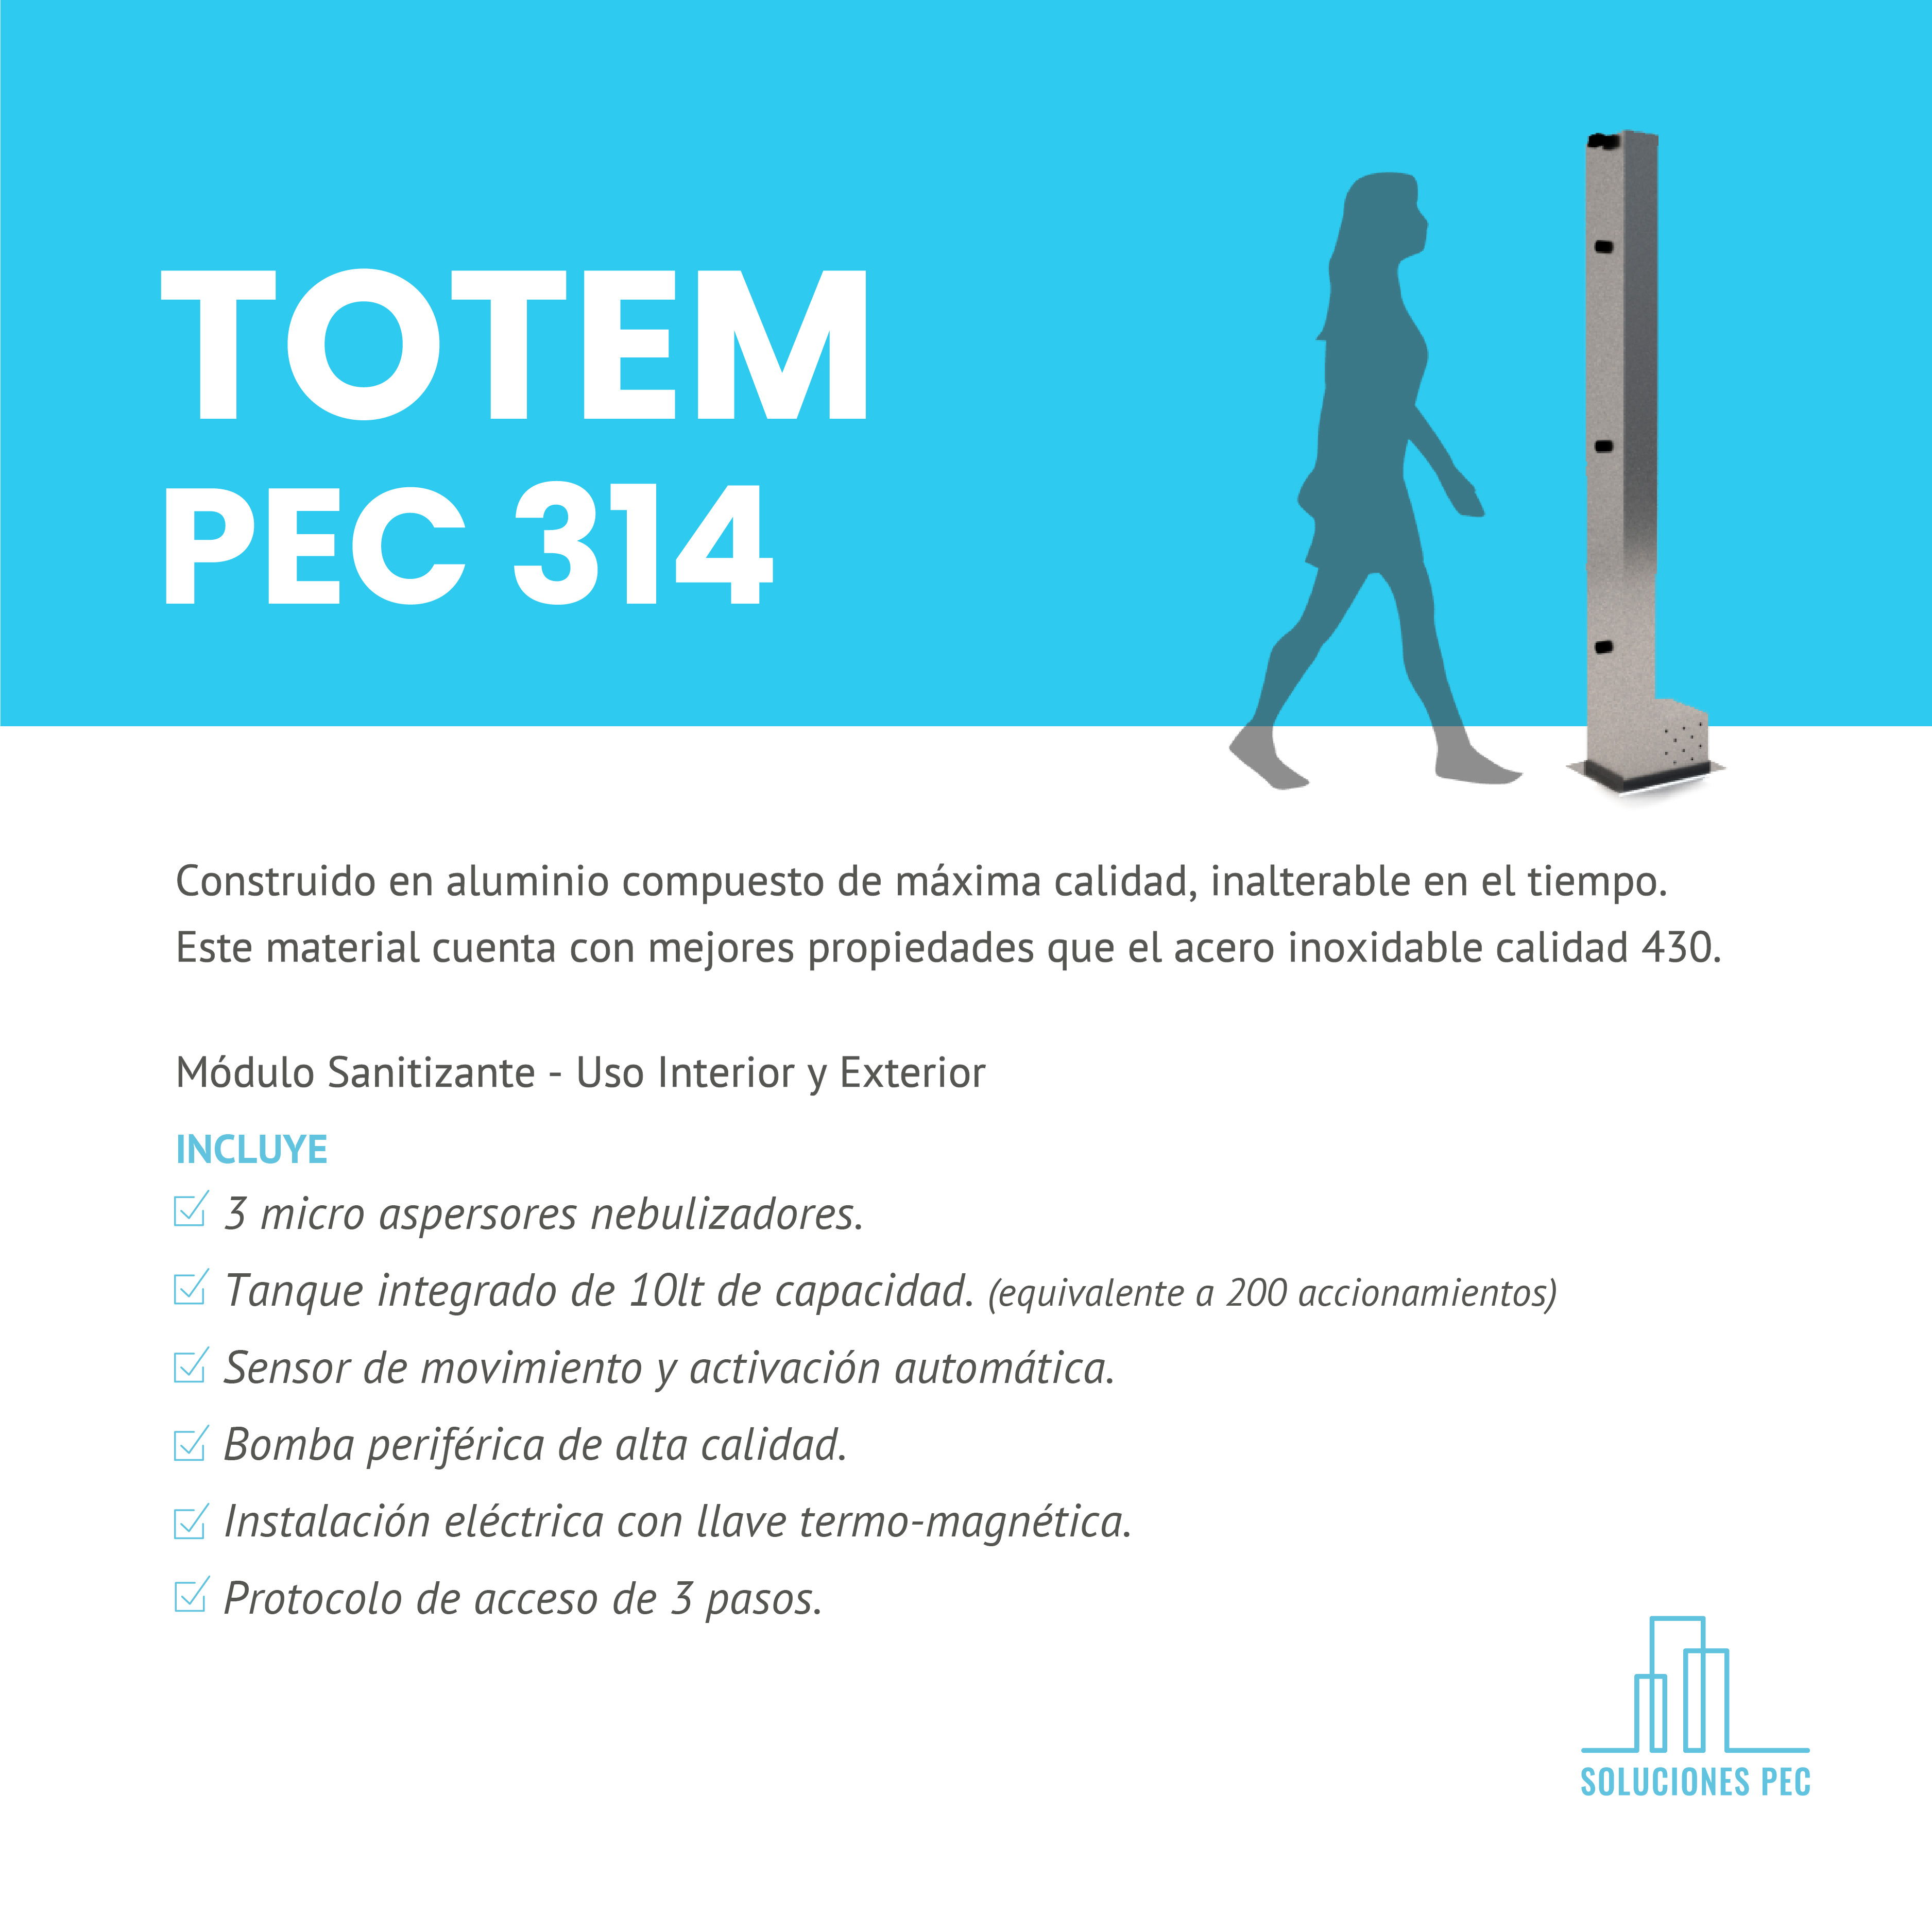 TOTEM
PEC 314
Construido en aluminio compuesto de máxima calidad, inalterable en el tiempo.
Este material cuenta con mejores propiedades que el acero inoxidable calidad 430.
Módulo Sanitizante - Uso Interior y Exterior
INCLUYE
3 micro aspersores nebulizadores.
Tanque integrado de 10lt de capacidad. (equivalente a 200 accionamientos)
Sensor de movimiento y activación automática.
Bomba periférica de alta calidad.
Instalación eléctrica con llave termo-magnética.
Protocolo de acceso de 3 pasos.
SOLUCIONES PEC